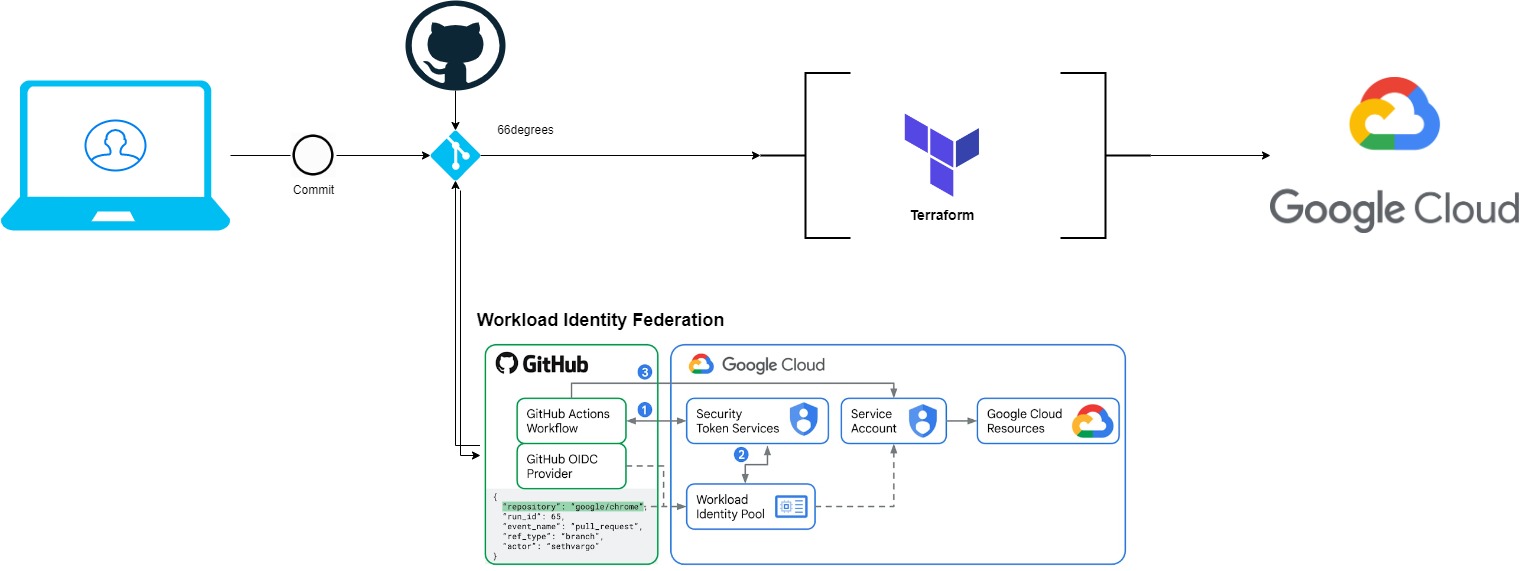 66degrees
Commit
Terraform
Google Cloud
Workload Identity Federation
GitHub
Google Cloud
3
GitHub Actions
Workflow
1
Security
Token Services
Service
Account
Google Cloud
Resources
GitHub OIDC
Provider
2
Workload
Identity Pool
{
"repository": "google/chrome",
"run_id": 65,
"event_name": "pull_request",
"ref_type": "branch",
"actor": "sethvargo"
}